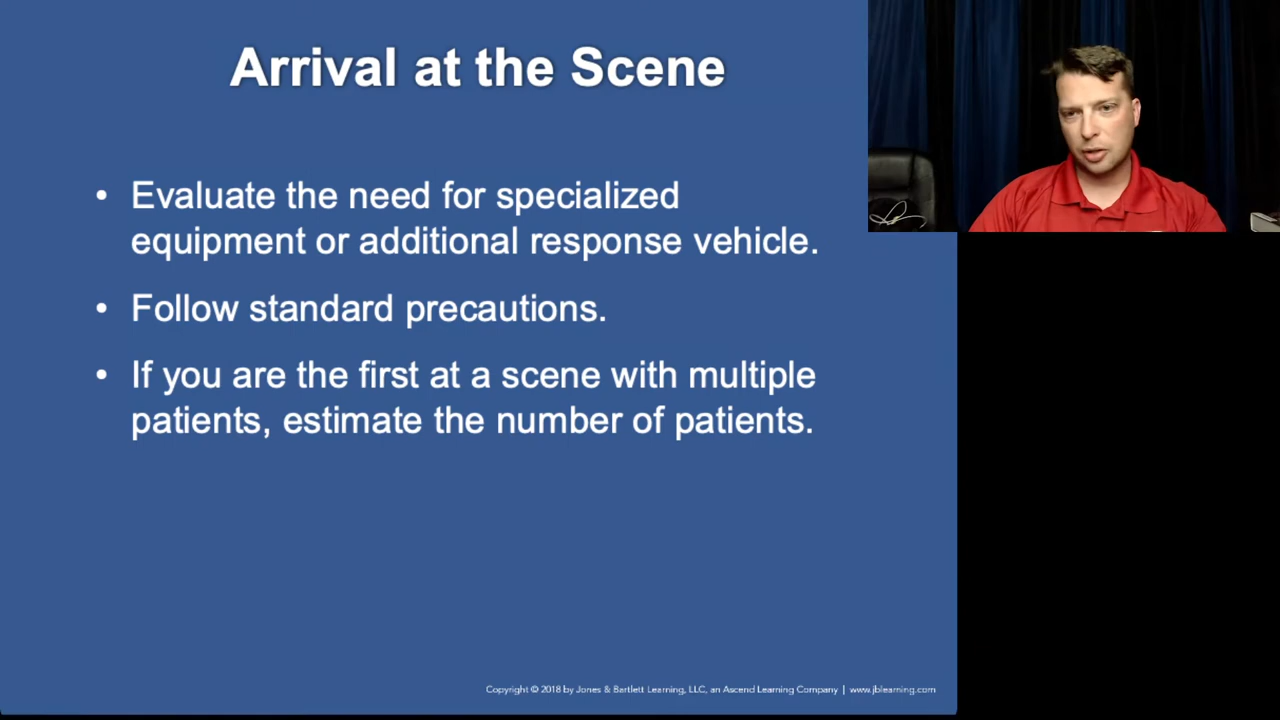 Arrival at the Scene
• Evaluate the need for specialized
equipment or additional response vehicle.
• Follow standard precautions.
• If you are the first at a scene with multiple
patients, estimate the number of patients.
Copyright © 2018 by Jones & Bartlett Learning, LLC, an Ascend Learning Company | www.jblearning.com